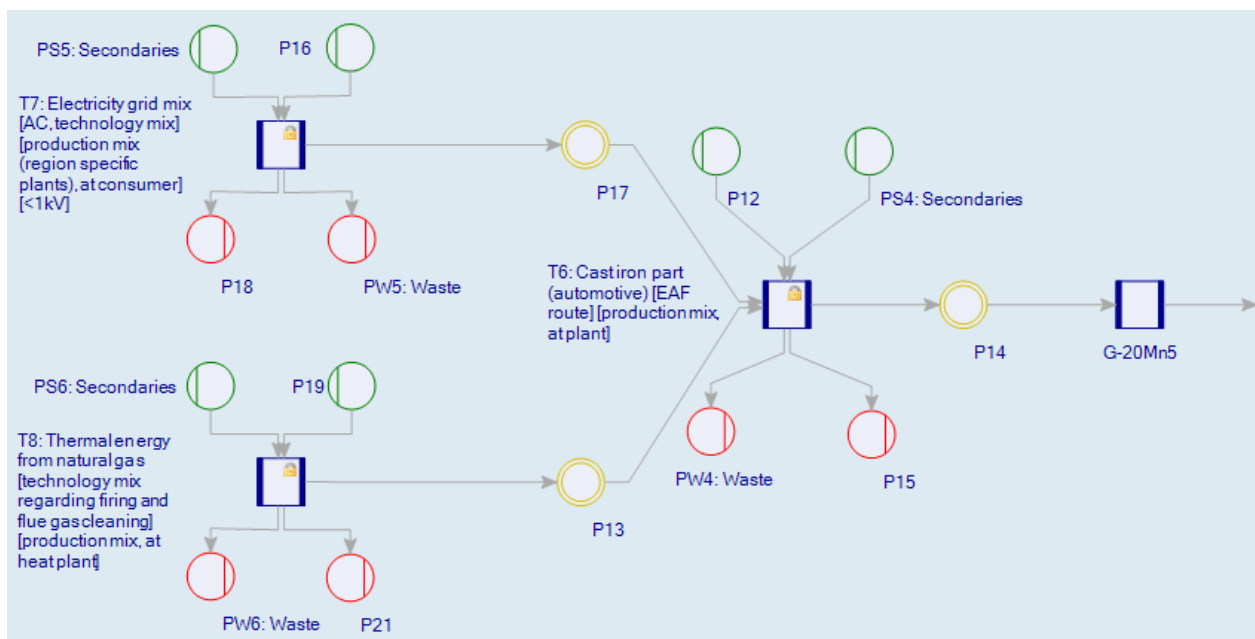 PS5: Secondaries
P16
T7: Electricity grid mix
[AC, technology mix]
[production mix
(region specific
plants), at consumer]
[<1kV]
P17
P18
PW5: Waste
P12
PS4: Secondaries
T6: Cast iron part
(automotive) [EAF
route] [production mix,
at plant]
P14
G-20Mn5
PW4: Waste
P15
PS6: Secondaries
P19
T8: Thermal energy
from natural gas
[technology mix
regarding firing and
flue gas cleaning]
[production mix, at
heat plant]
P13
PW6: Waste
P21